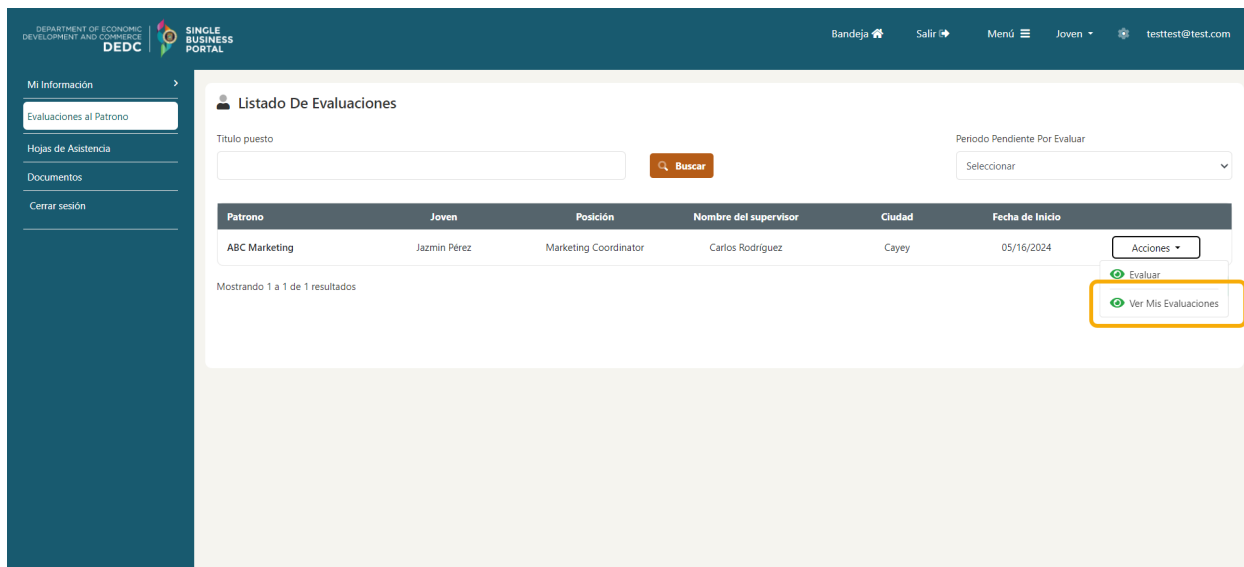 DEPARTMENT OF ECONOMIC
DEVELOPMENT AND COMMERCE
DEDC
SINGLE
BUSINESS
PORTAL
Bandeja Salir Menú Joven testtest@test.com
Mi Información
Evaluaciones al Patrono
Hojas de Asistencia
Documentos
Cerrar sesión
Listado De Evaluaciones
Título puesto Periodo Pendiente Por Evaluar
Buscar Seleccionar
Patrono Joven Posición Nombre del supervisor Ciudad Fecha de Inicio
ABC Marketing Jazmin Pérez Marketing Coordinator Carlos Rodríguez Cayey 05/16/2024 Acciones
Evaluar
Ver Mis Evaluaciones
Mostrando 1 a 1 de 1 resultados